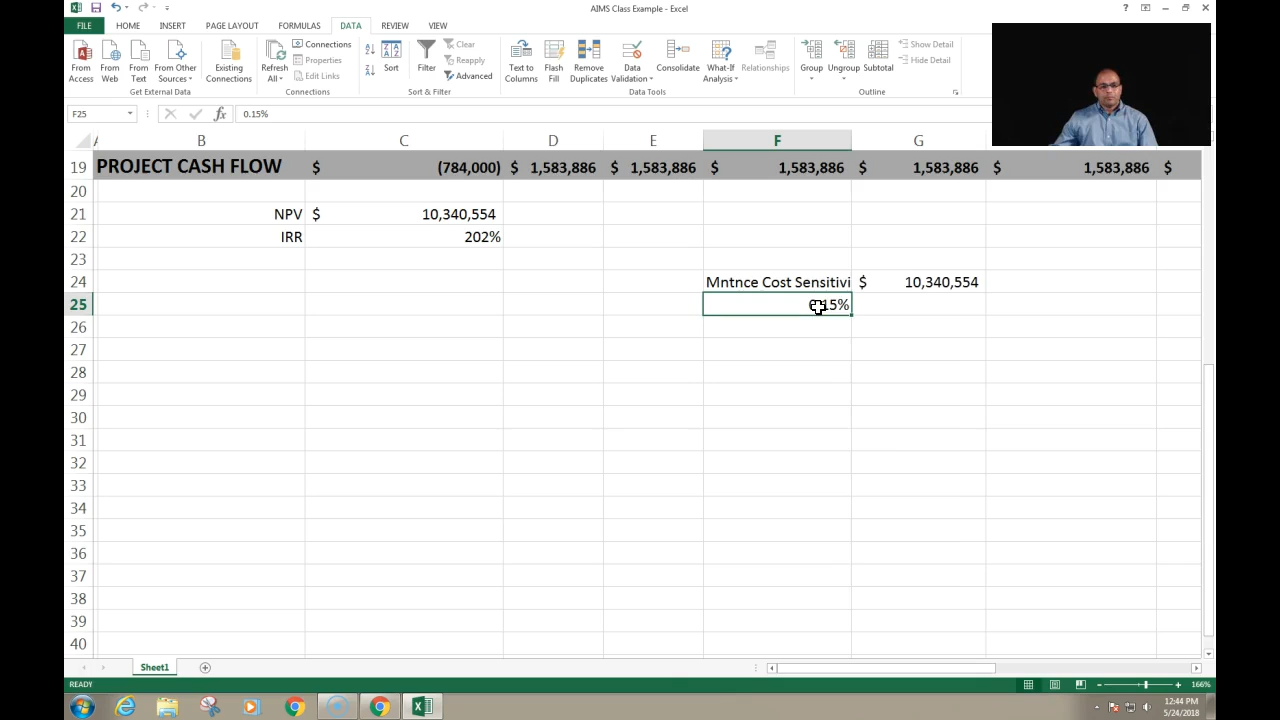 AIMS Class Example - Excel
FILE HOME INSERT PAGE LAYOUT FORMULAS DATA REVIEW VIEW
From Access
From Web
From Text
From Other Sources
Get External Data
Existing Connections
Refresh All
Connections
Properties
Edit Links
Connections
Sort
Filter
Clear
Reapply
Advanced
Sort & Filter
Text to Columns
Flash Fill
Remove Duplicates
Data Validation
Consolidate
What-If Analysis
Relationships
Data Tools
Group
Ungroup
Subtotal
Show Detail
Hide Detail
Outline
F25 fx 0.15%
B C D E F G
19 PROJECT CASH FLOW $ (784,000) $ 1,583,886 $ 1,583,886 $ 1,583,886 $ 1,583,886 $ 1,583,886 $
20
21 NPV $ 10,340,554
22 IRR 202%
23
24 Mntnce Cost Sensitivi $ 10,340,554
25 0.15%
26
27
28
29
30
31
32
33
34
35
36
37
38
39
40
Sheet1
READY 166%
12:44 PM
5/24/2018